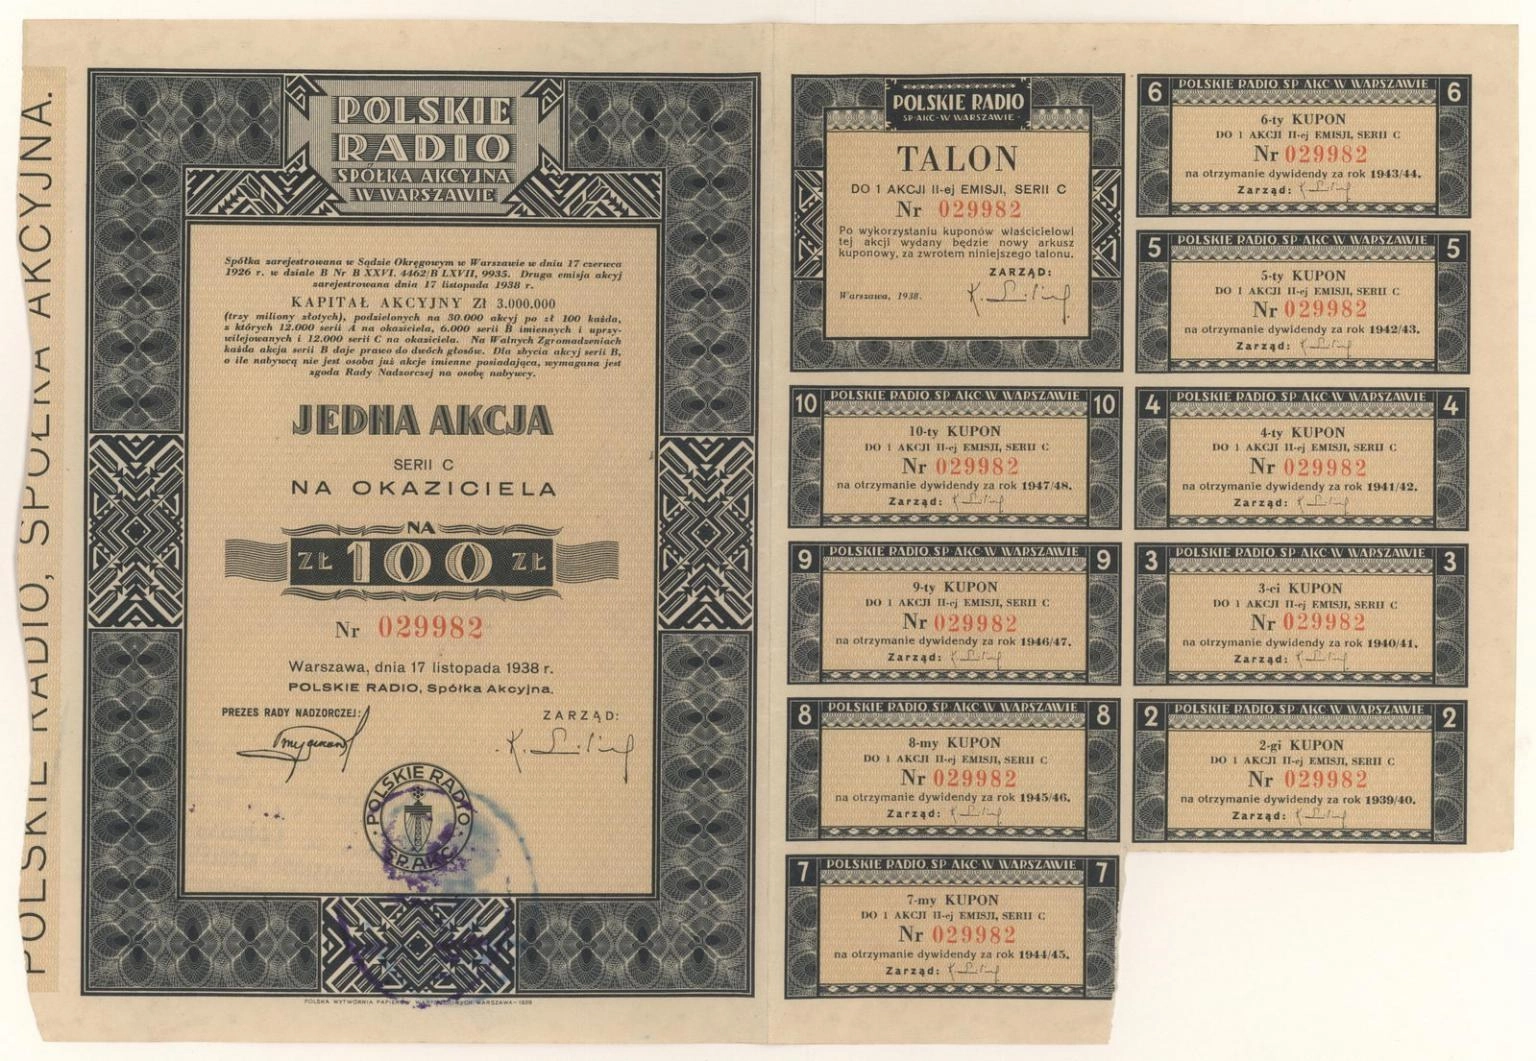 POLSKIE RADIO, SPÓŁKA AKCYJNA.
POLSKIE
RADIO
SPÓŁKA AKCYJNA
W WARSZAWIE
Spółka zarejestrowana w Sądzie Okręgowym w Warszawie w dniu 17 czerwca
1926 r. w dziale B Nr B XXVI. 4462/B LXVII, 9935. Druga emisja akcyj
zarejestrowana dnia 17 listopada 1938 r.
KAPITAŁ AKCYJNY Zł 3.000.000
(trzy miliony złotych), podzielonych na 30.000 akcyj po zł 100 każda,
z których 12.000 serii A na okaziciela, 6.000 serii B imiennych i uprzy-
wilejowanych i 12.000 serii C na okaziciela. Na Walnych Zgromadzeniach
każda akcja serii B daje prawo do dwóch głosów. Dla zbycia akcyj serii B,
o ile nabywcą nie jest osoba już akcje imienne posiadająca, wymagana jest
zgoda Rady Nadzorczej na osobę nabywcy.
JEDNA AKCJA
SERII C
NA OKAZICIELA
NA
ZŁ 100 ZŁ
Nr 029982
Warszawa, dnia 17 listopada 1938 r.
POLSKIE RADIO, Spółka Akcyjna.
PREZES RADY NADZORCZEJ:
ZARZĄD:
POLSKIE RADIO
SP. AKC.
POLSKA WYTWÓRNIA PAPIERÓW WARTOŚCIOWYCH WARSZAWA-1939
POLSKIE RADIO
SP·AKC·W WARSZAWIE·
TALON
DO 1 AKCJI II-ej EMISJI, SERII C
Nr 029982
Po wykorzystaniu kuponów właścicielowi
tej akcji wydany będzie nowy arkusz
kuponowy, za zwrotem niniejszego talonu.
ZARZĄD:
Warszawa, 1938.
10 POLSKIE RADIO SP AKC W WARSZAWIE 10
10-ty KUPON
DO 1 AKCJI II-ej EMISJI, SERII C
Nr 029982
na otrzymanie dywidendy za rok 1947/48.
Zarząd:
9 POLSKIE RADIO SP AKC W WARSZAWIE 9
9-ty KUPON
DO 1 AKCJI II-ej EMISJI, SERII C
Nr 029982
na otrzymanie dywidendy za rok 1946/47.
Zarząd:
8 POLSKIE RADIO SP AKC W WARSZAWIE 8
8-my KUPON
DO 1 AKCJI II-ej EMISJI, SERII C
Nr 029982
na otrzymanie dywidendy za rok 1945/46.
Zarząd:
7 POLSKIE RADIO SP AKC W WARSZAWIE 7
7-my KUPON
DO 1 AKCJI II-ej EMISJI, SERII C
Nr 029982
na otrzymanie dywidendy za rok 1944/45.
Zarząd:
6 POLSKIE RADIO SP AKC W WARSZAWIE 6
6-ty KUPON
DO 1 AKCJI II-ej EMISJI, SERII C
Nr 029982
na otrzymanie dywidendy za rok 1943/44.
Zarząd:
5 POLSKIE RADIO SP AKC W WARSZAWIE 5
5-ty KUPON
DO 1 AKCJI II-ej EMISJI, SERII C
Nr 029982
na otrzymanie dywidendy za rok 1942/43.
Zarząd:
4 POLSKIE RADIO SP AKC W WARSZAWIE 4
4-ty KUPON
DO 1 AKCJI II-ej EMISJI, SERII C
Nr 029982
na otrzymanie dywidendy za rok 1941/42.
Zarząd:
3 POLSKIE RADIO SP AKC W WARSZAWIE 3
3-ci KUPON
DO 1 AKCJI II-ej EMISJI, SERII C
Nr 029982
na otrzymanie dywidendy za rok 1940/41.
Zarząd:
2 POLSKIE RADIO SP AKC W WARSZAWIE 2
2-gi KUPON
DO 1 AKCJI II-ej EMISJI, SERII C
Nr 029982
na otrzymanie dywidendy za rok 1939/40.
Zarząd: